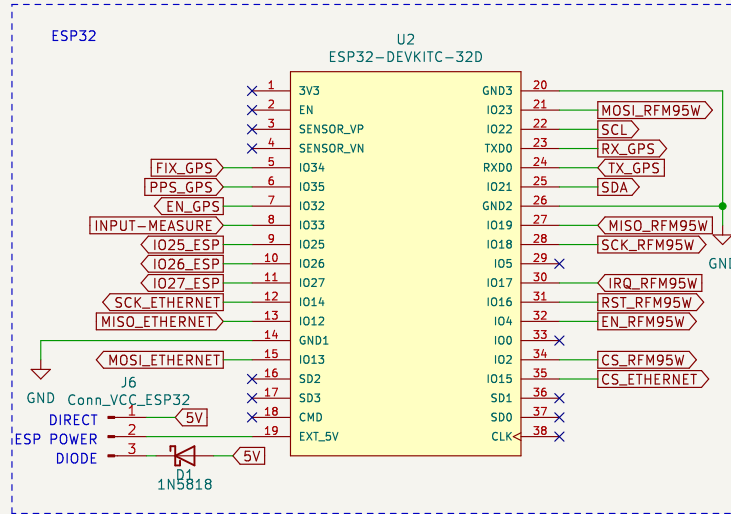 ESP32
U2
ESP32-DEVKITC-32D
1 3V3 GND3 20
2 EN IO23 21 MOSI_RFM95W
3 SENSOR_VP IO22 22 SCL
4 SENSOR_VN TXD0 23 RX_GPS
FIX_GPS 5 IO34 RXD0 24 TX_GPS
PPS_GPS 6 IO35 IO21 25 SDA
EN_GPS 7 IO32 GND2 26
INPUT-MEASURE 8 IO33 IO19 27 MISO_RFM95W
IO25_ESP 9 IO25 IO18 28 SCK_RFM95W
IO26_ESP 10 IO26 IO5 29 GND
IO27_ESP 11 IO27 IO17 30 IRQ_RFM95W
SCK_ETHERNET 12 IO14 IO16 31 RST_RFM95W
MISO_ETHERNET 13 IO12 IO4 32 EN_RFM95W
14 GND1 IO0 33
MOSI_ETHERNET 15 IO13 IO2 34 CS_RFM95W
16 SD2 IO15 35 CS_ETHERNET
GND
J6
Conn_VCC_ESP32
17 SD3 SD1 36
DIRECT 1 5V 18 CMD SD0 37
ESP POWER 2 19 EXT_5V CLK 38
DIODE 3 5V
D1
1N5818